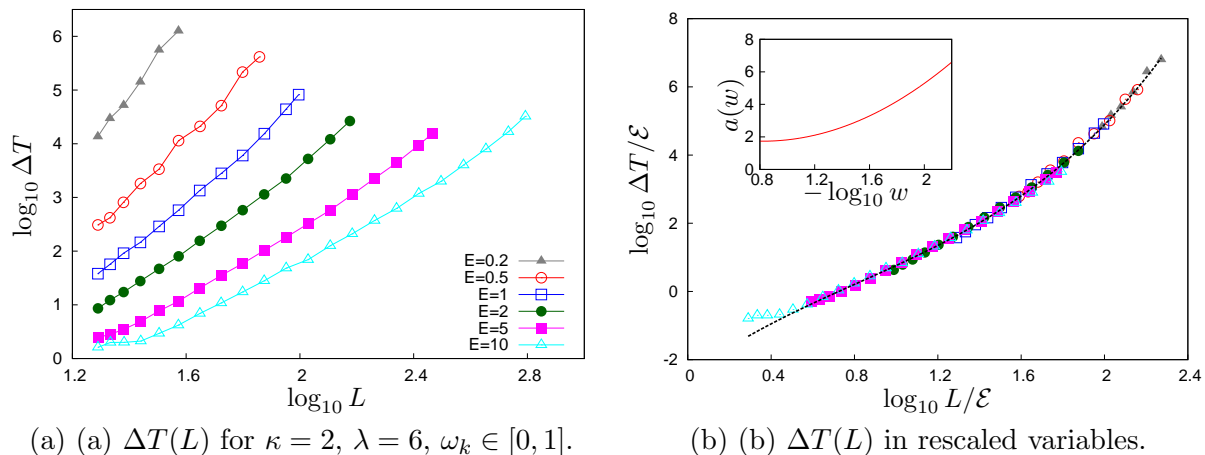 6
5
4
3
2
1
0
log₁₀ ΔT
1.2 1.6 2 2.4 2.8
log₁₀ L
E=0.2
E=0.5
E=1
E=2
E=5
E=10
(a) (a) ΔT(L) for κ = 2, λ = 6, ωₖ ∈ [0, 1].
8
6
4
2
0
-2
log₁₀ ΔT/ℰ
0 0.4 0.8 1.2 1.6 2 2.4
log₁₀ L/ℰ
8
6
4
2
0
a(w)
0.8 1.2 1.6 2
−log₁₀ w
(b) (b) ΔT(L) in rescaled variables.